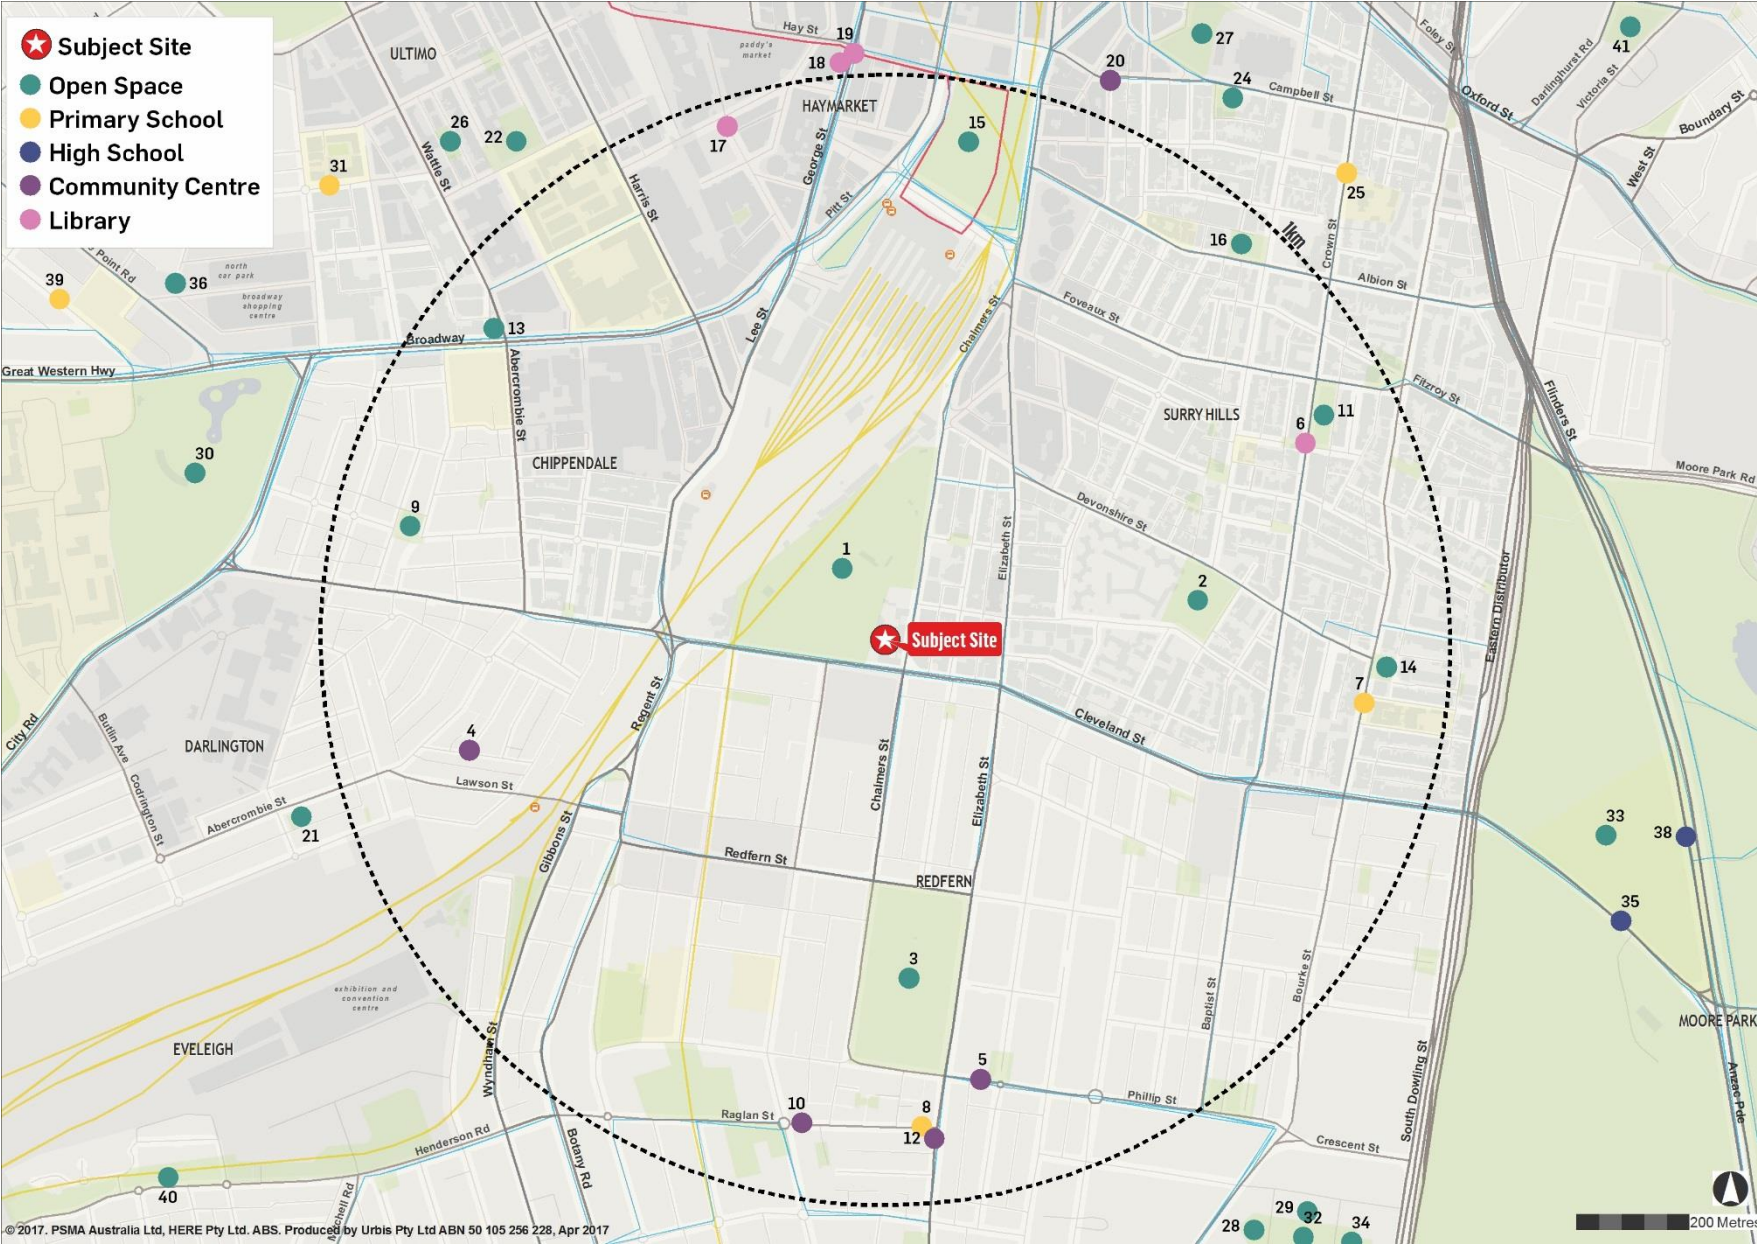 Subject Site
Open Space
Primary School
High School
Community Centre
Library
ULTIMO
Hay St
paddy's
market
19
18
HAYMARKET
20
27
24
Campbell St
Foley St
Oxford St
Darlinghurst Rd
Victoria St
41
Boundary St
West St
26
22
31
Wattle St
Harris St
17
George St
Pitt St
15
25
16
1km
Crown St
Albion St
Point Rd
39
36
north
car park
broadway
shopping
centre
13
Broadway
Great Western Hwy
Abercrombie St
Lee St
Chalmers St
Foveaux St
Fitzroy St
Flinders St
SURRY HILLS
11
6
Moore Park Rd
30
CHIPPENDALE
9
1
Devonshire St
Elizabeth St
2
Eastern Distributor
Subject Site
14
7
City Rd
Butlin Ave
DARLINGTON
4
Regent St
Cleveland St
Lawson St
Codrington St
Abercrombie St
21
Gibbons St
Chalmers St
Elizabeth St
Redfern St
REDFERN
33
38
35
3
exhibition and
convention
centre
EVELEIGH
Wyndham St
Baptist St
Bourke St
MOORE PARK
5
Phillip St
10
Raglan St
8
12
South Dowling St
Anzac Pde
Crescent St
Henderson Rd
Botany Rd
Mitchell Rd
40
29
28
32
34
200 Metres
© 2017. PSMA Australia Ltd, HERE Pty Ltd. ABS. Produced by Urbis Pty Ltd ABN 50 105 256 228, Apr 2017